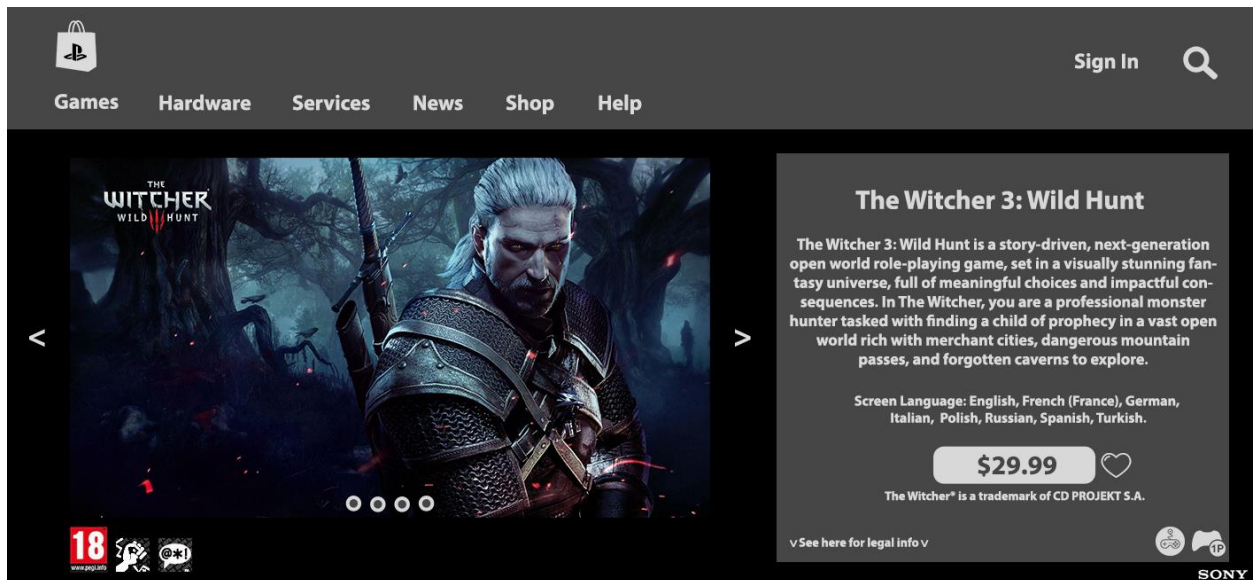 Sign In
Games Hardware Services News Shop Help
THE
WITCHER
WILD HUNT
<
>
The Witcher 3: Wild Hunt
The Witcher 3: Wild Hunt is a story-driven, next-generation
open world role-playing game, set in a visually stunning fan-
tasy universe, full of meaningful choices and impactful con-
sequences. In The Witcher, you are a professional monster
hunter tasked with finding a child of prophecy in a vast open
world rich with merchant cities, dangerous mountain
passes, and forgotten caverns to explore.
Screen Language: English, French (France), German,
Italian, Polish, Russian, Spanish, Turkish.
$29.99
The Witcher® is a trademark of CD PROJEKT S.A.
v See here for legal info v
18
www.pegi.info
@*!
1P
SONY